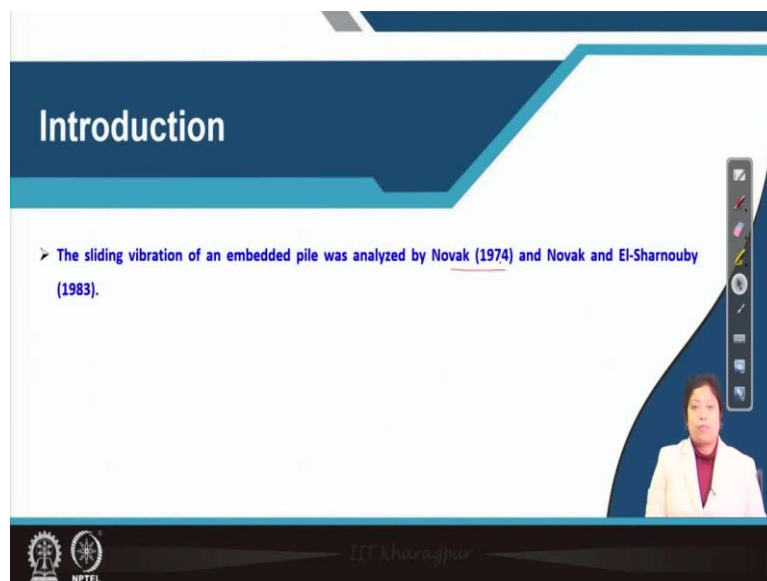 Introduction
➤ The sliding vibration of an embedded pile was analyzed by Novak (1974) and Novak and El-Sharnouby
(1983).
IIT Kharagpur
NPTEL